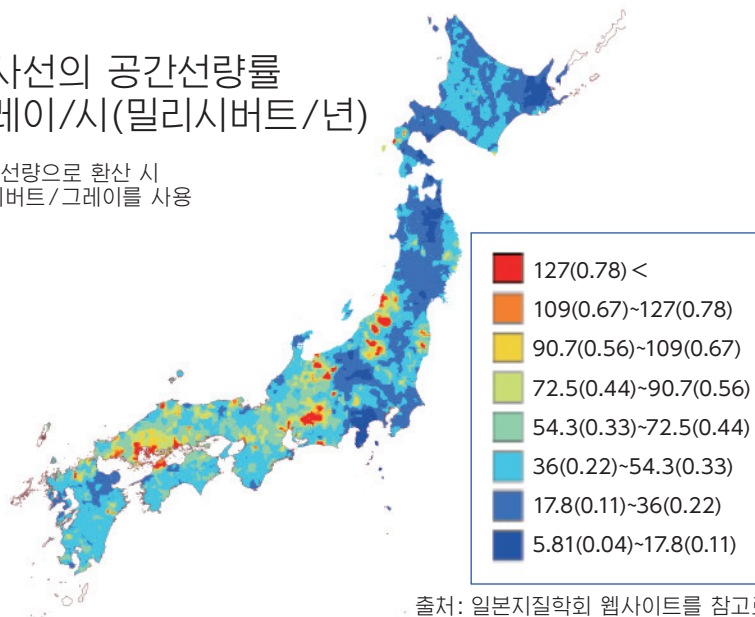 사선의 공간선량률
레이/시(밀리시버트/년)
선량으로 환산 시
버트/그레이를 사용
127(0.78) <
109(0.67)~127(0.78)
90.7(0.56)~109(0.67)
72.5(0.44)~90.7(0.56)
54.3(0.33)~72.5(0.44)
36(0.22)~54.3(0.33)
17.8(0.11)~36(0.22)
5.81(0.04)~17.8(0.11)
출처: 일본지질학회 웹사이트를 참고